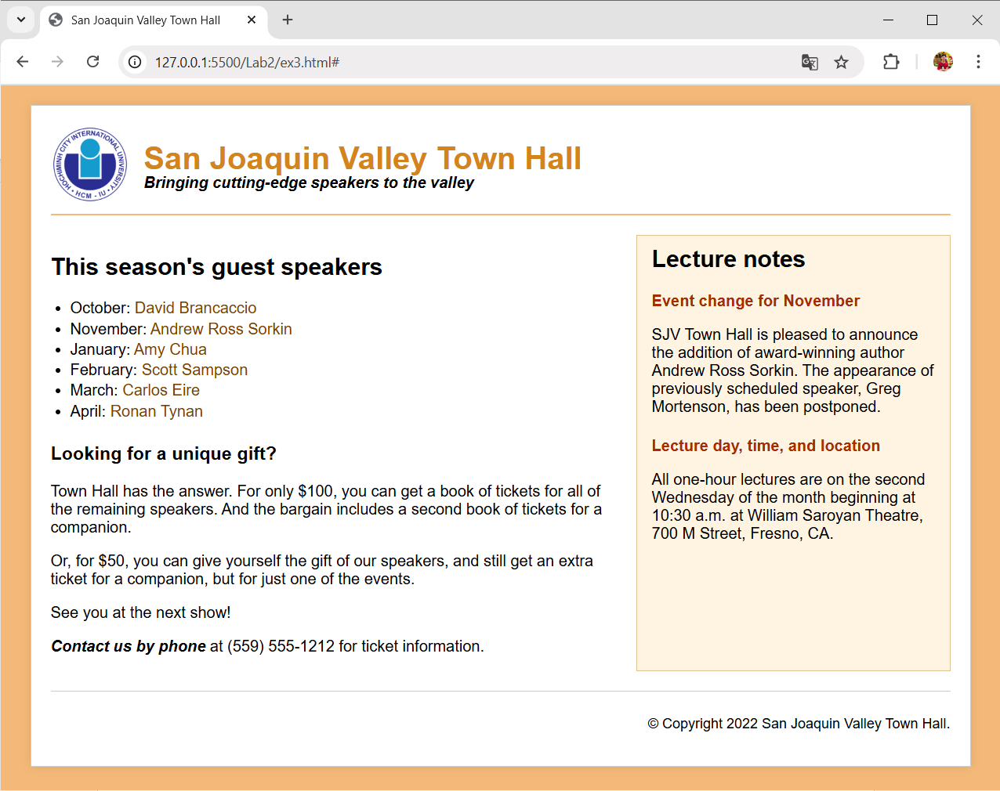 San Joaquin Valley Town Hall
127.0.0.1:5500/Lab2/ex3.html#
HOCHIMINH CITY INTERNATIONAL UNIVERSITY
• HCM - IU •
San Joaquin Valley Town Hall
Bringing cutting-edge speakers to the valley
This season's guest speakers
• October: David Brancaccio
• November: Andrew Ross Sorkin
• January: Amy Chua
• February: Scott Sampson
• March: Carlos Eire
• April: Ronan Tynan
Looking for a unique gift?
Town Hall has the answer. For only $100, you can get a book of tickets for all of
the remaining speakers. And the bargain includes a second book of tickets for a
companion.
Or, for $50, you can give yourself the gift of our speakers, and still get an extra
ticket for a companion, but for just one of the events.
See you at the next show!
Contact us by phone at (559) 555-1212 for ticket information.
Lecture notes
Event change for November
SJV Town Hall is pleased to announce
the addition of award-winning author
Andrew Ross Sorkin. The appearance of
previously scheduled speaker, Greg
Mortenson, has been postponed.
Lecture day, time, and location
All one-hour lectures are on the second
Wednesday of the month beginning at
10:30 a.m. at William Saroyan Theatre,
700 M Street, Fresno, CA.
© Copyright 2022 San Joaquin Valley Town Hall.